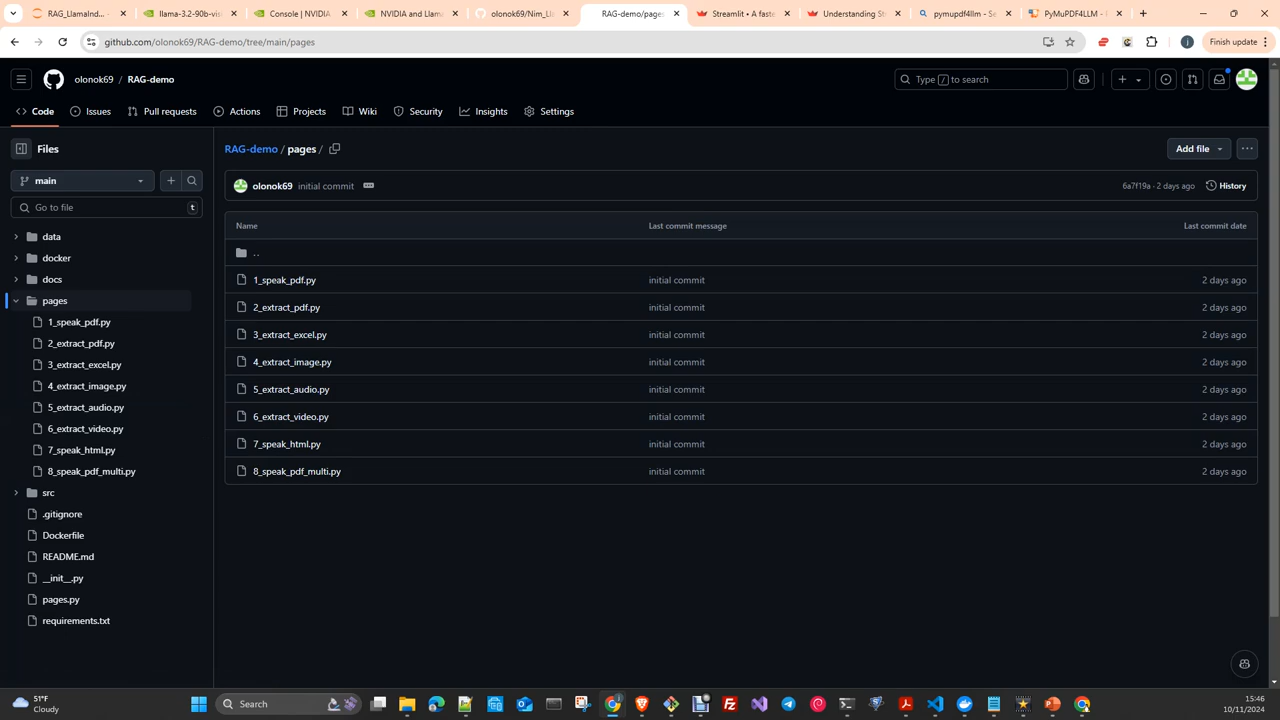 RAG_LlamaInd
llama-3.2-90b-vis
Console | NVIDIA
NVIDIA and Llam
olonok69/Nim_Ll
RAG-demo/pages
Streamlit • A faste
Understanding St
pymupdf4llm - Se
PyMuPDF4LLM - 
github.com/olonok69/RAG-demo/tree/main/pages
Finish update
olonok69 / RAG-demo
Type / to search
Code
Issues
Pull requests
Actions
Projects
Wiki
Security
Insights
Settings
Files
main
Go to file
t
data
docker
docs
pages
1_speak_pdf.py
2_extract_pdf.py
3_extract_excel.py
4_extract_image.py
5_extract_audio.py
6_extract_video.py
7_speak_html.py
8_speak_pdf_multi.py
src
.gitignore
Dockerfile
README.md
__init__.py
pages.py
requirements.txt
RAG-demo / pages /
Add file
olonok69 initial commit
6a7f19a · 2 days ago
History
Name Last commit message Last commit date
..
1_speak_pdf.py initial commit 2 days ago
2_extract_pdf.py initial commit 2 days ago
3_extract_excel.py initial commit 2 days ago
4_extract_image.py initial commit 2 days ago
5_extract_audio.py initial commit 2 days ago
6_extract_video.py initial commit 2 days ago
7_speak_html.py initial commit 2 days ago
8_speak_pdf_multi.py initial commit 2 days ago
51°F
Cloudy
Search
15:46
10/11/2024